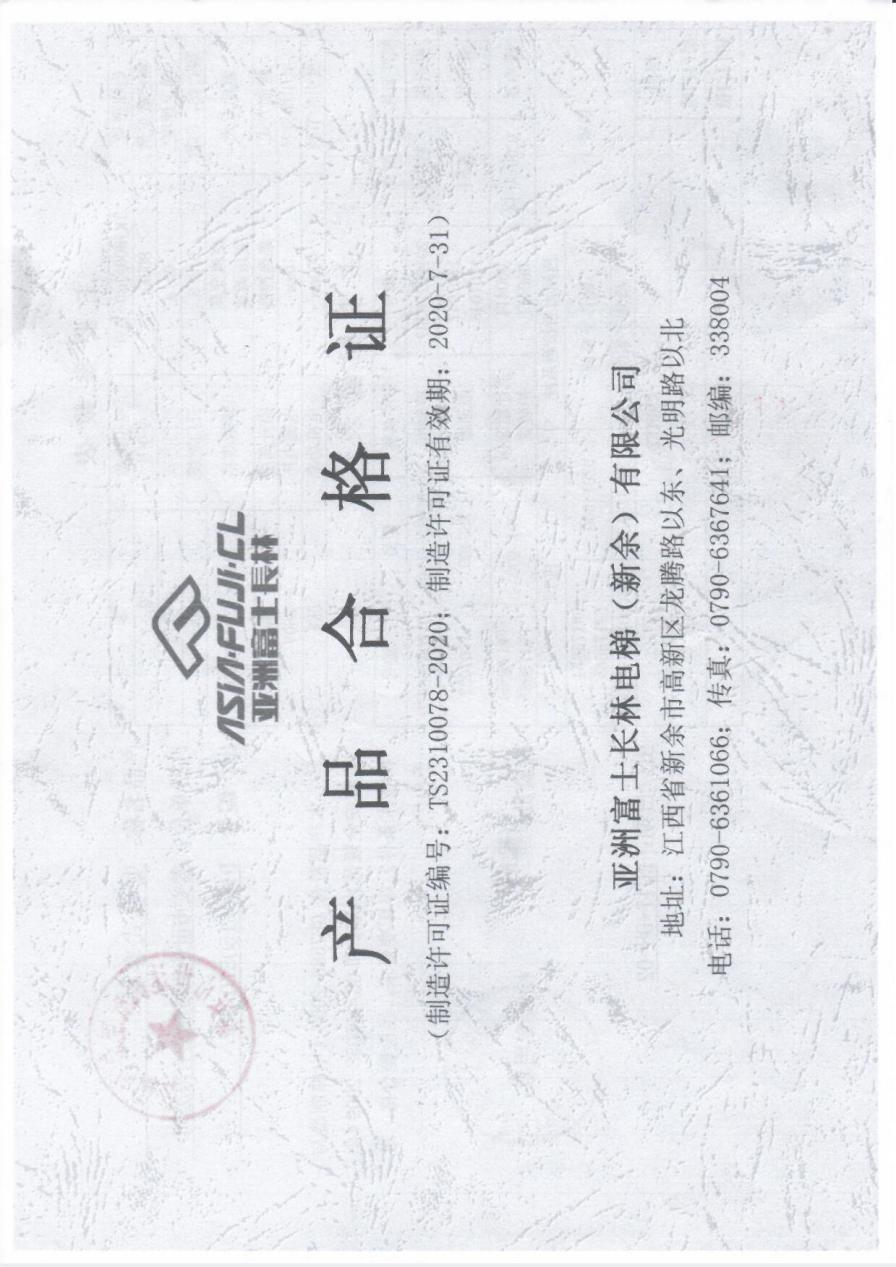 ASIA·FUJI·CL
亚洲富士長林
产品合格证
（制造许可证编号：TS2310078-2020；制造许可证有效期：2020-7-31）
亚洲富士长林电梯（新余）有限公司
地址：江西省新余市高新区龙腾路以东、光明路以北
电话：0790-6361066；传真：0790-6367641；邮编：338004